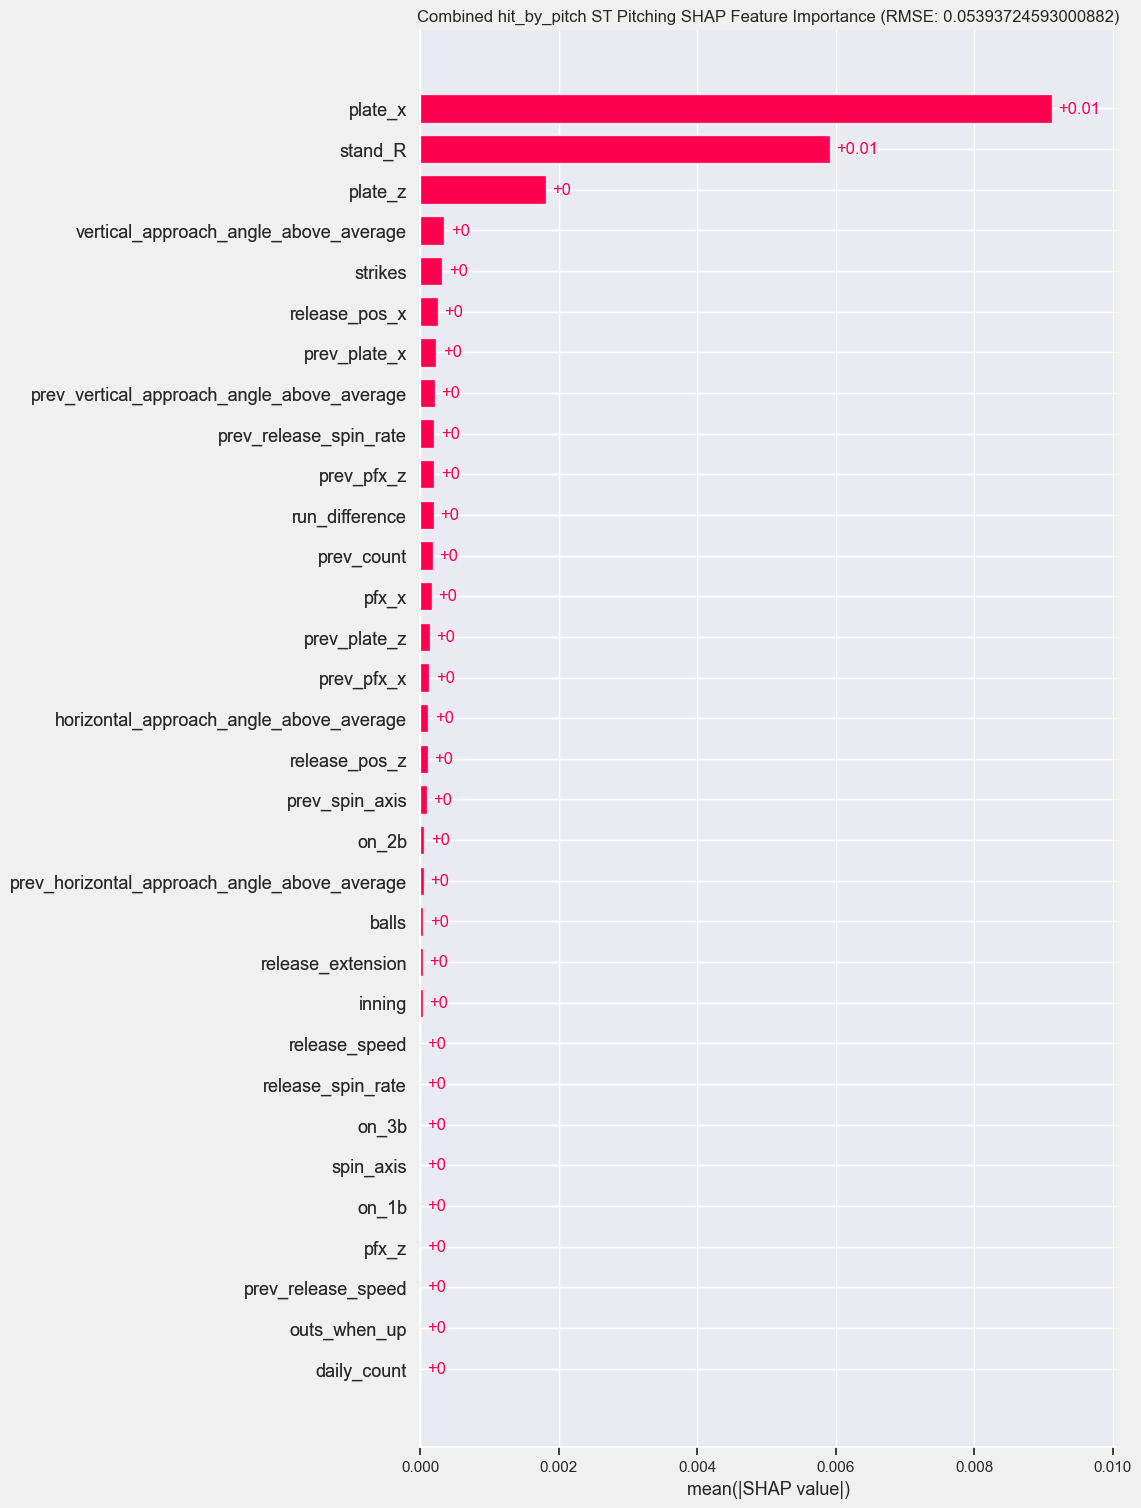 Combined hit_by_pitch ST Pitching SHAP Feature Importance (RMSE: 0.05393724593000882)
plate_x +0.01
stand_R +0.01
plate_z +0
vertical_approach_angle_above_average +0
strikes +0
release_pos_x +0
prev_plate_x +0
prev_vertical_approach_angle_above_average +0
prev_release_spin_rate +0
prev_pfx_z +0
run_difference +0
prev_count +0
pfx_x +0
prev_plate_z +0
prev_pfx_x +0
horizontal_approach_angle_above_average +0
release_pos_z +0
prev_spin_axis +0
on_2b +0
prev_horizontal_approach_angle_above_average +0
balls +0
release_extension +0
inning +0
release_speed +0
release_spin_rate +0
on_3b +0
spin_axis +0
on_1b +0
pfx_z +0
prev_release_speed +0
outs_when_up +0
daily_count +0
0.000 0.002 0.004 0.006 0.008 0.010
mean(|SHAP value|)